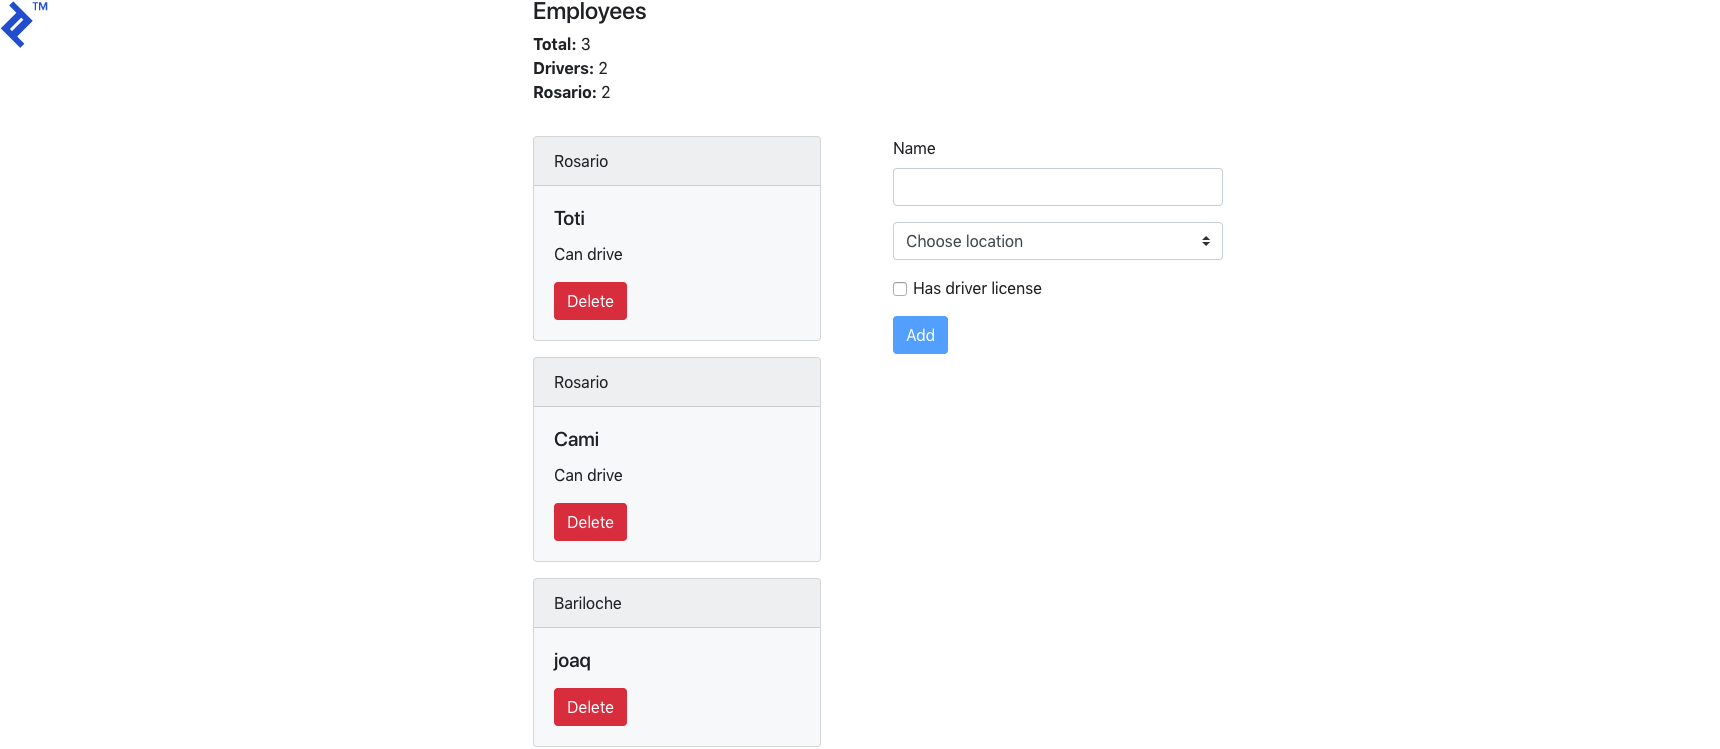 TM
Employees
Total: 3
Drivers: 2
Rosario: 2
Rosario
Toti
Can drive
Delete
Rosario
Cami
Can drive
Delete
Bariloche
joaq
Delete
Name
Choose location
Has driver license
Add